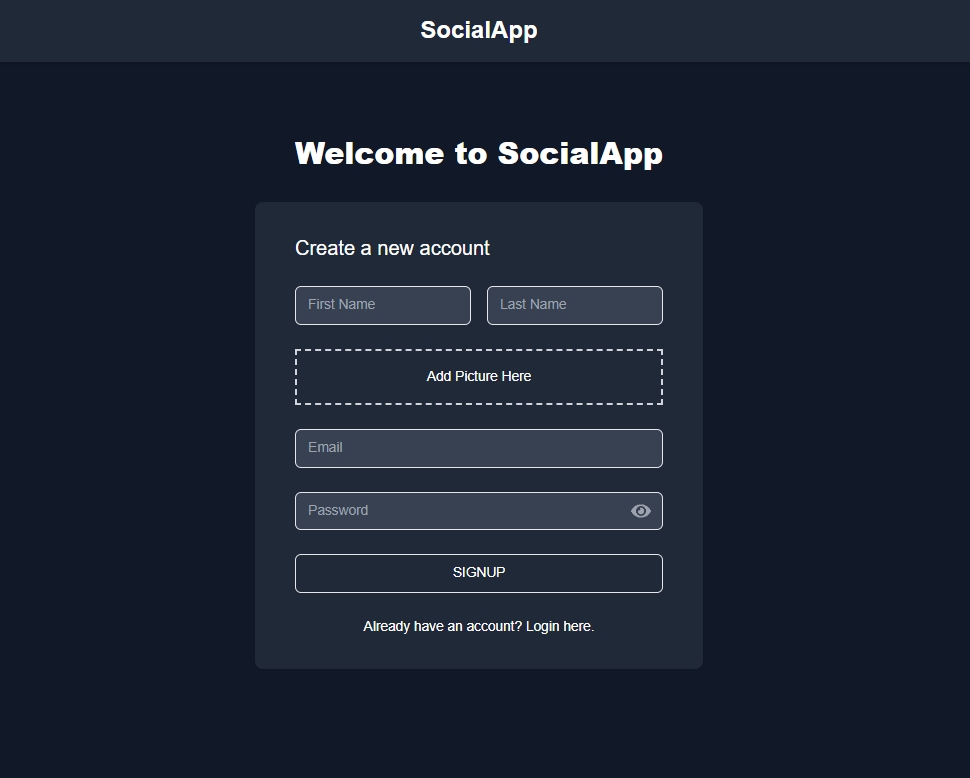 SocialApp
Welcome to SocialApp
Create a new account
First Name
Last Name
Add Picture Here
Email
Password
SIGNUP
Already have an account? Login here.